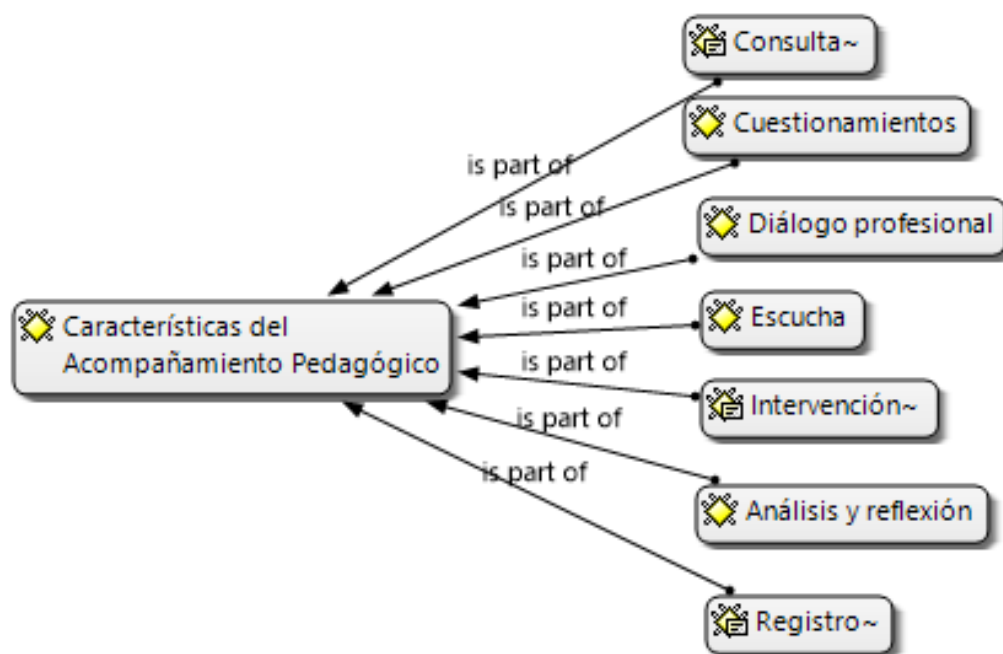 Consulta~
Cuestionamientos
is part of
is part of
Diálogo profesional
is part of
is part of
Escucha
Características del
Acompañamiento Pedagógico
is part of
Intervención~
is part of
is part of
Análisis y reflexión
Registro~